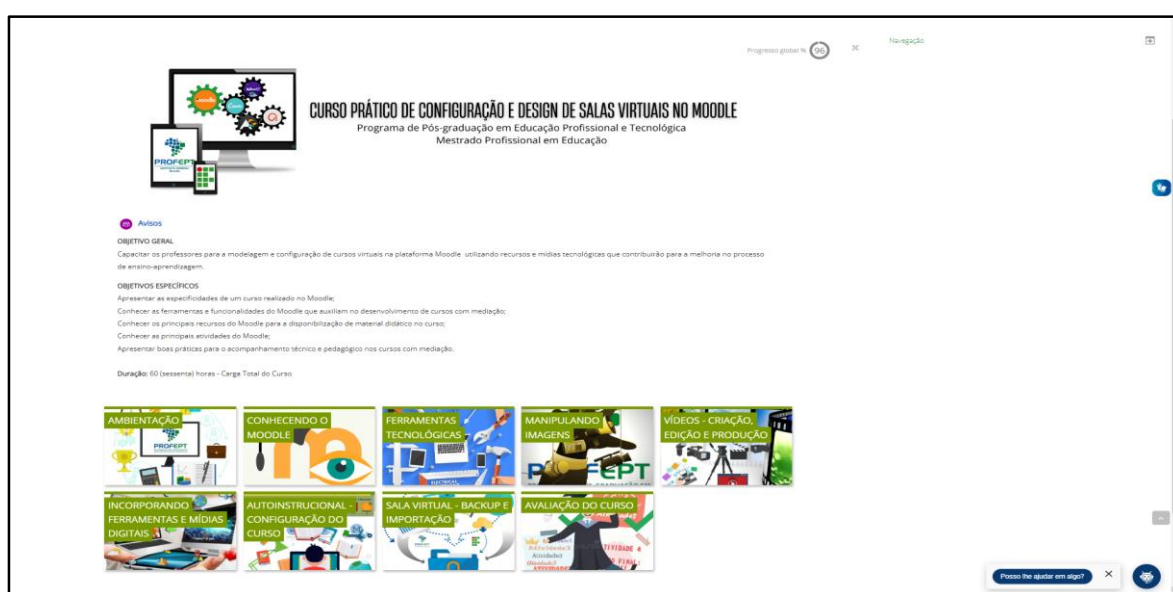 Progresso global %
96
Navegação
CURSO PRÁTICO DE CONFIGURAÇÃO E DESIGN DE SALAS VIRTUAIS NO MOODLE
Programa de Pós-graduação em Educação Profissional e Tecnológica
Mestrado Profissional em Educação
moodle
PROFEPT
Avisos
OBJETIVO GERAL
Capacitar os professores para a modelagem e configuração de cursos virtuais na plataforma Moodle utilizando recursos e mídias tecnológicas que contribuirão para a melhoria no processo
de ensino-aprendizagem.
OBJETIVOS ESPECÍFICOS
Apresentar as especificidades de um curso realizado no Moodle;
Conhecer as ferramentas e funcionalidades do Moodle que auxiliam no desenvolvimento de cursos com mediação;
Conhecer os principais recursos do Moodle para a disponibilização de material didático no curso;
Conhecer as principais atividades do Moodle;
Apresentar boas práticas para o acompanhamento técnico e pedagógico nos cursos com mediação.
Duração: 60 (sessenta) horas - Carga Total do Curso
AMBIENTAÇÃO
PROFEPT
CONHECENDO O
MOODLE
FERRAMENTAS
TECNOLÓGICAS
ELECTRICAL
MANIPULANDO
IMAGENS
PROFEPT
VÍDEOS - CRIAÇÃO,
EDIÇÃO E PRODUÇÃO
INCORPORANDO
FERRAMENTAS E MÍDIAS
DIGITAIS
AUTOINSTRUCIONAL -
CONFIGURAÇÃO DO
CURSO
SALA VIRTUAL - BACKUP E
IMPORTAÇÃO
AVALIAÇÃO DO CURSO
Posso lhe ajudar em algo?